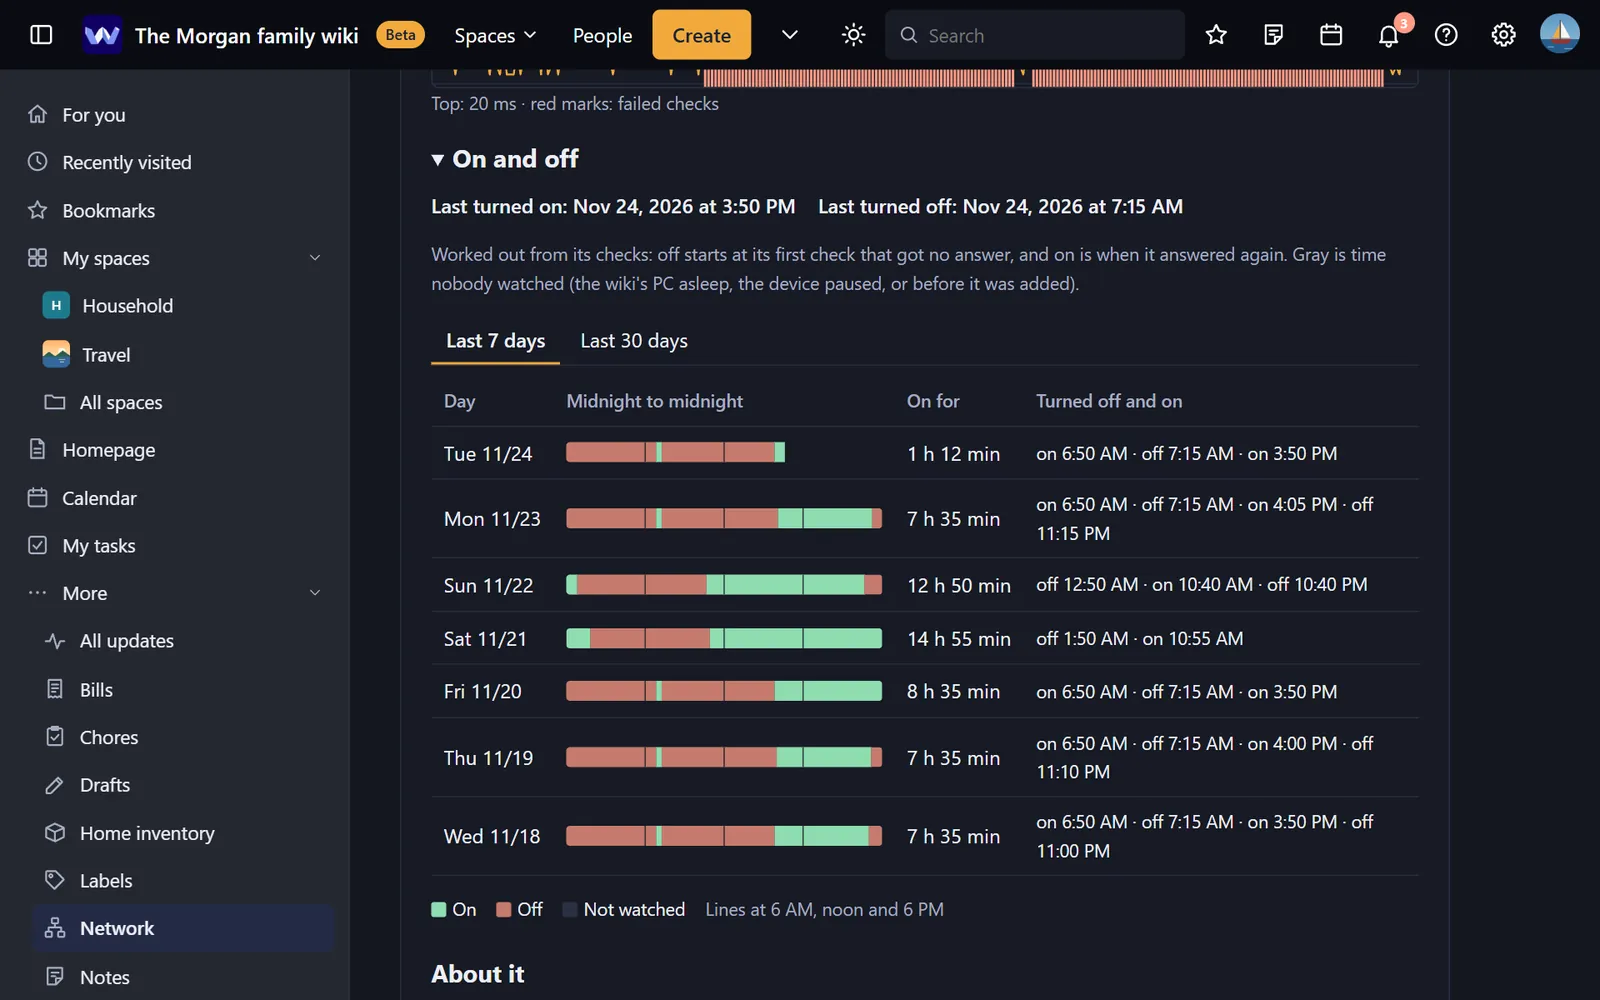 The Morgan family wiki Beta Spaces People Create Search 3
For you
Recently visited
Bookmarks
My spaces
H Household
Travel
All spaces
Homepage
Calendar
My tasks
More
All updates
Bills
Chores
Drafts
Home inventory
Labels
Network
Notes
Top: 20 ms · red marks: failed checks
On and off
Last turned on: Nov 24, 2026 at 3:50 PM Last turned off: Nov 24, 2026 at 7:15 AM
Worked out from its checks: off starts at its first check that got no answer, and on is when it answered again. Gray is time
nobody watched (the wiki's PC asleep, the device paused, or before it was added).
Last 7 days Last 30 days
Day Midnight to midnight On for Turned off and on
Tue 11/24 1 h 12 min on 6:50 AM · off 7:15 AM · on 3:50 PM
Mon 11/23 7 h 35 min on 6:50 AM · off 7:15 AM · on 4:05 PM · off
11:15 PM
Sun 11/22 12 h 50 min off 12:50 AM · on 10:40 AM · off 10:40 PM
Sat 11/21 14 h 55 min off 1:50 AM · on 10:55 AM
Fri 11/20 8 h 35 min on 6:50 AM · off 7:15 AM · on 3:50 PM
Thu 11/19 7 h 35 min on 6:50 AM · off 7:15 AM · on 4:00 PM · off
11:10 PM
Wed 11/18 7 h 35 min on 6:50 AM · off 7:15 AM · on 3:50 PM · off
11:00 PM
On Off Not watched Lines at 6 AM, noon and 6 PM
About it